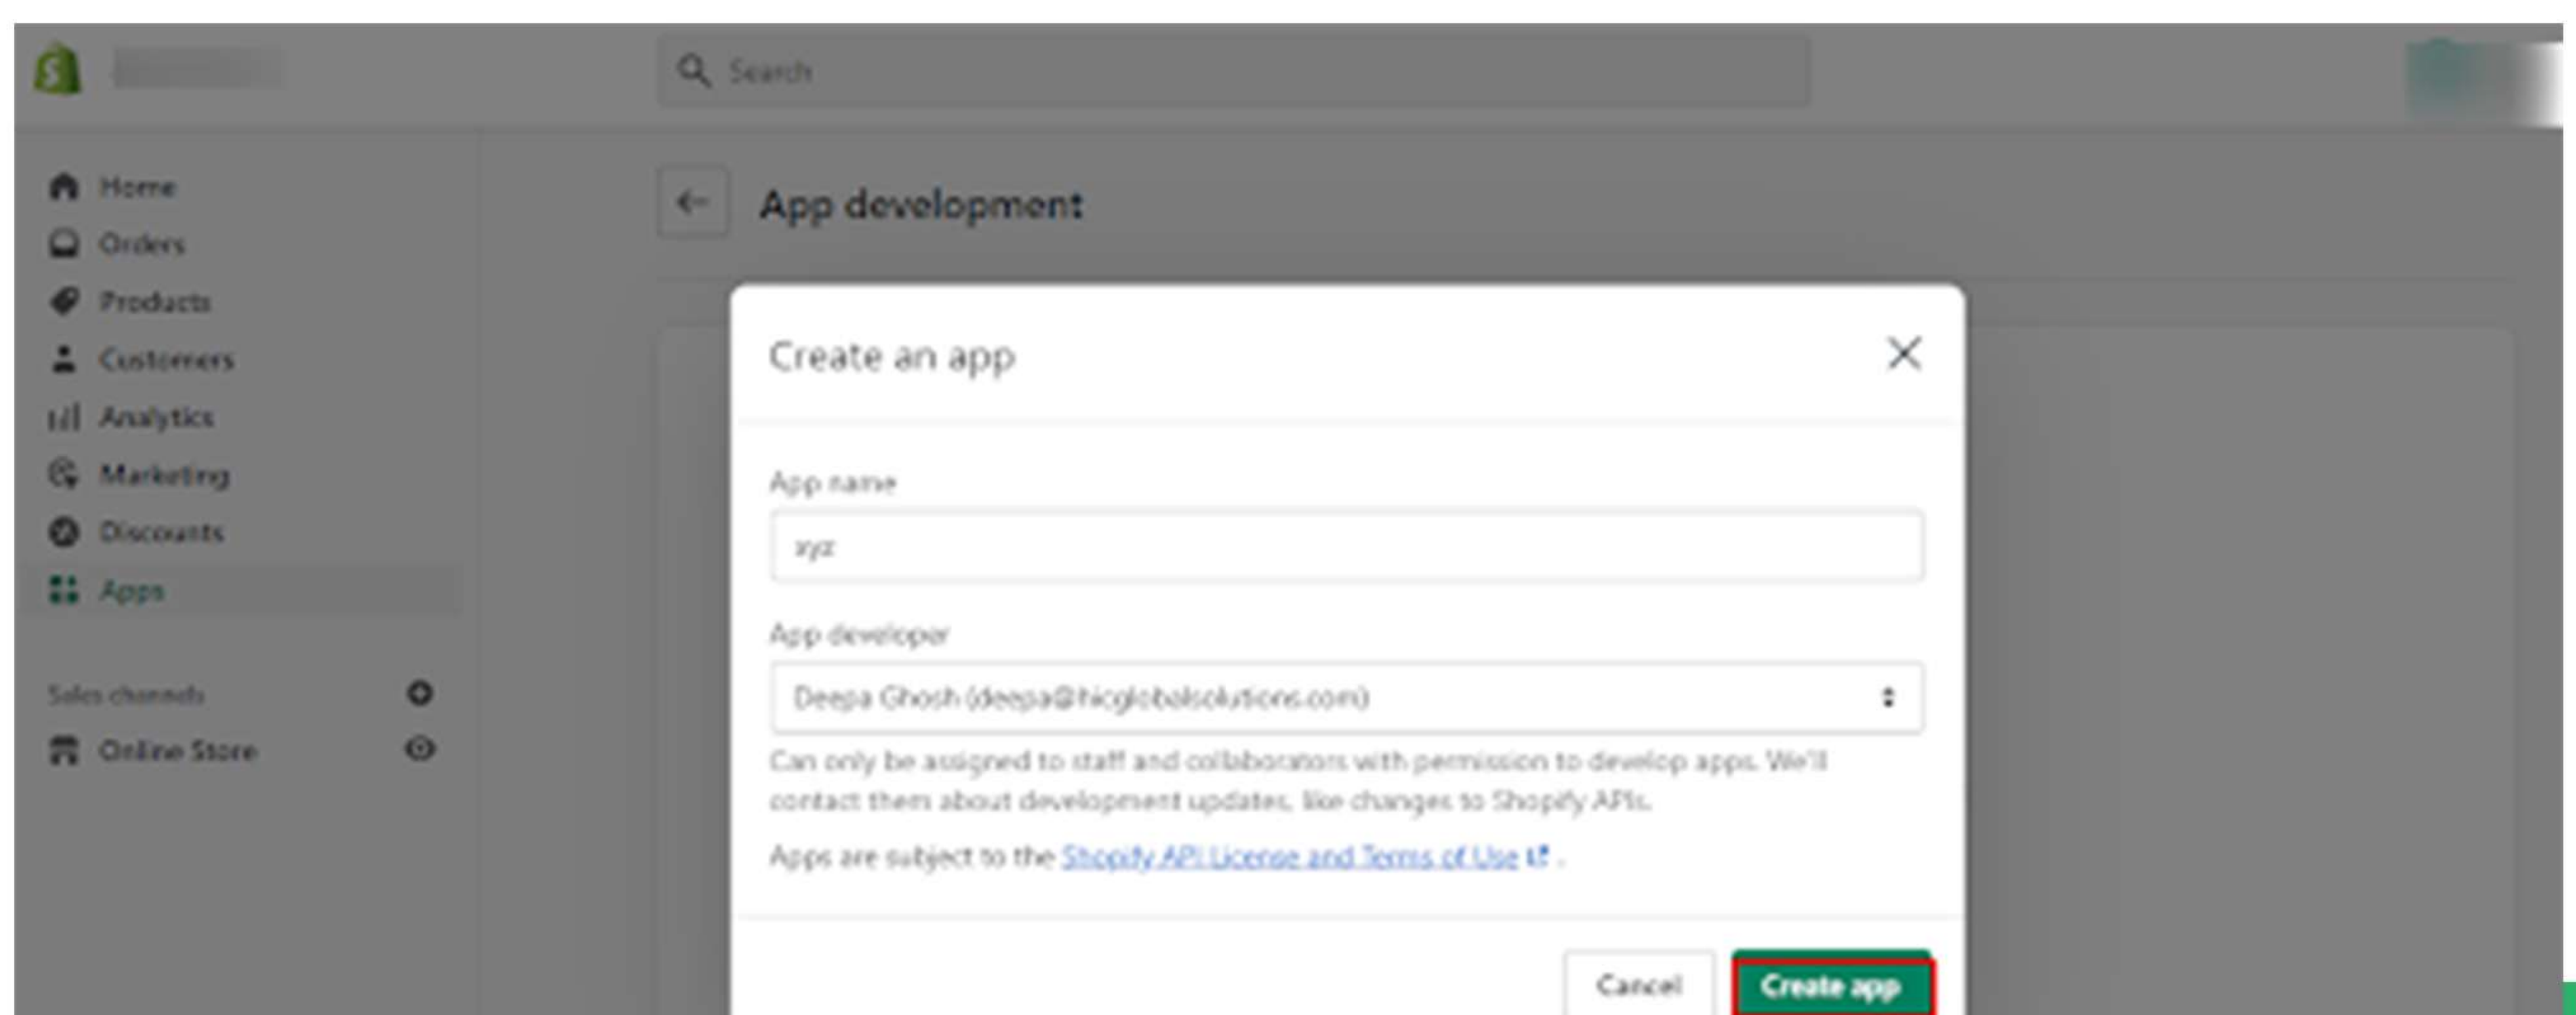 Search
Home
Orders
Products
Customers
Analytics
Marketing
Discounts
Apps
Sales channels
Online Store
App development
Create an app
App name
xyz
App developer
Deepa Ghosh (deepa@hicglobalsolutions.com)
Can only be assigned to staff and collaborators with permission to develop apps. We'll
contact them about development updates, like changes to Shopify APIs.
Apps are subject to the Shopify API License and Terms of Use .
Cancel
Create app